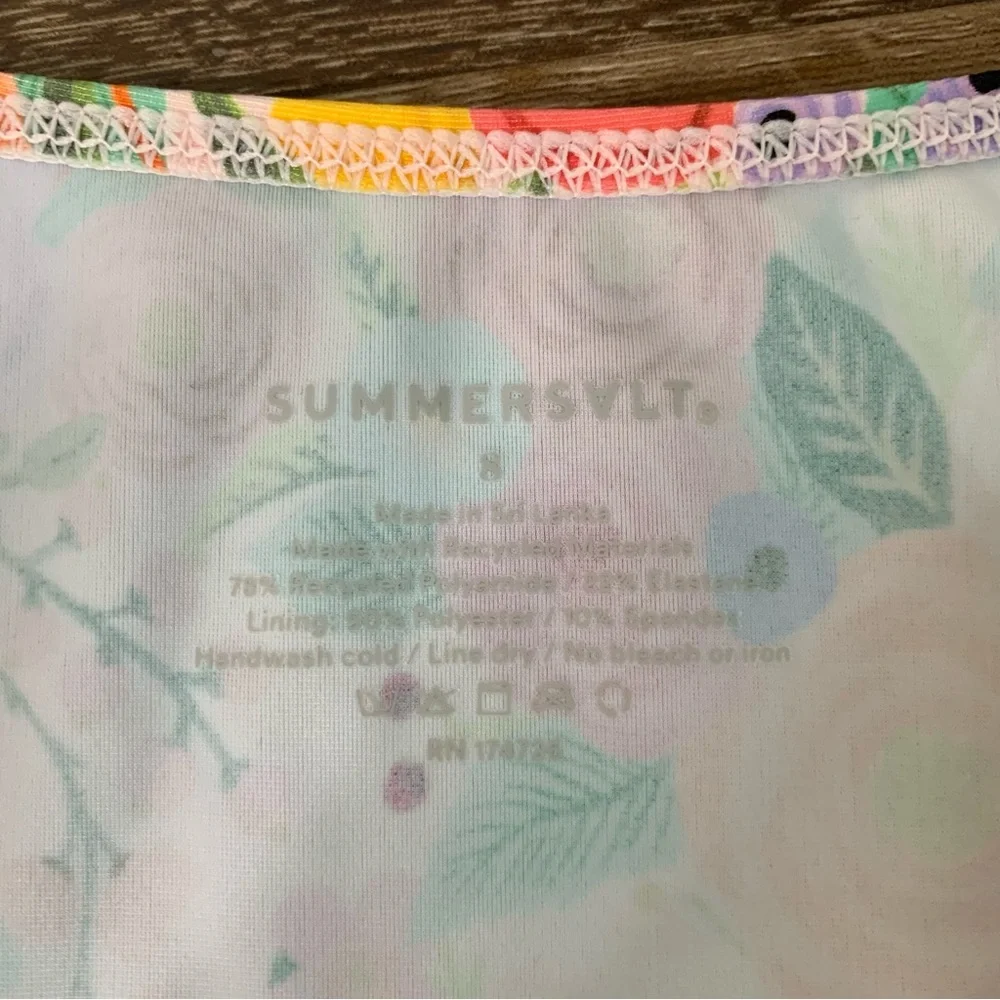 SUMMERSALT®
8
Made in Sri Lanka
Made with Recycled Materials
78% Recycled Polyamide / 22% Elastane
Lining: 90% Polyester / 10% Spandex
Handwash cold / Line dry / No bleach or iron
RN